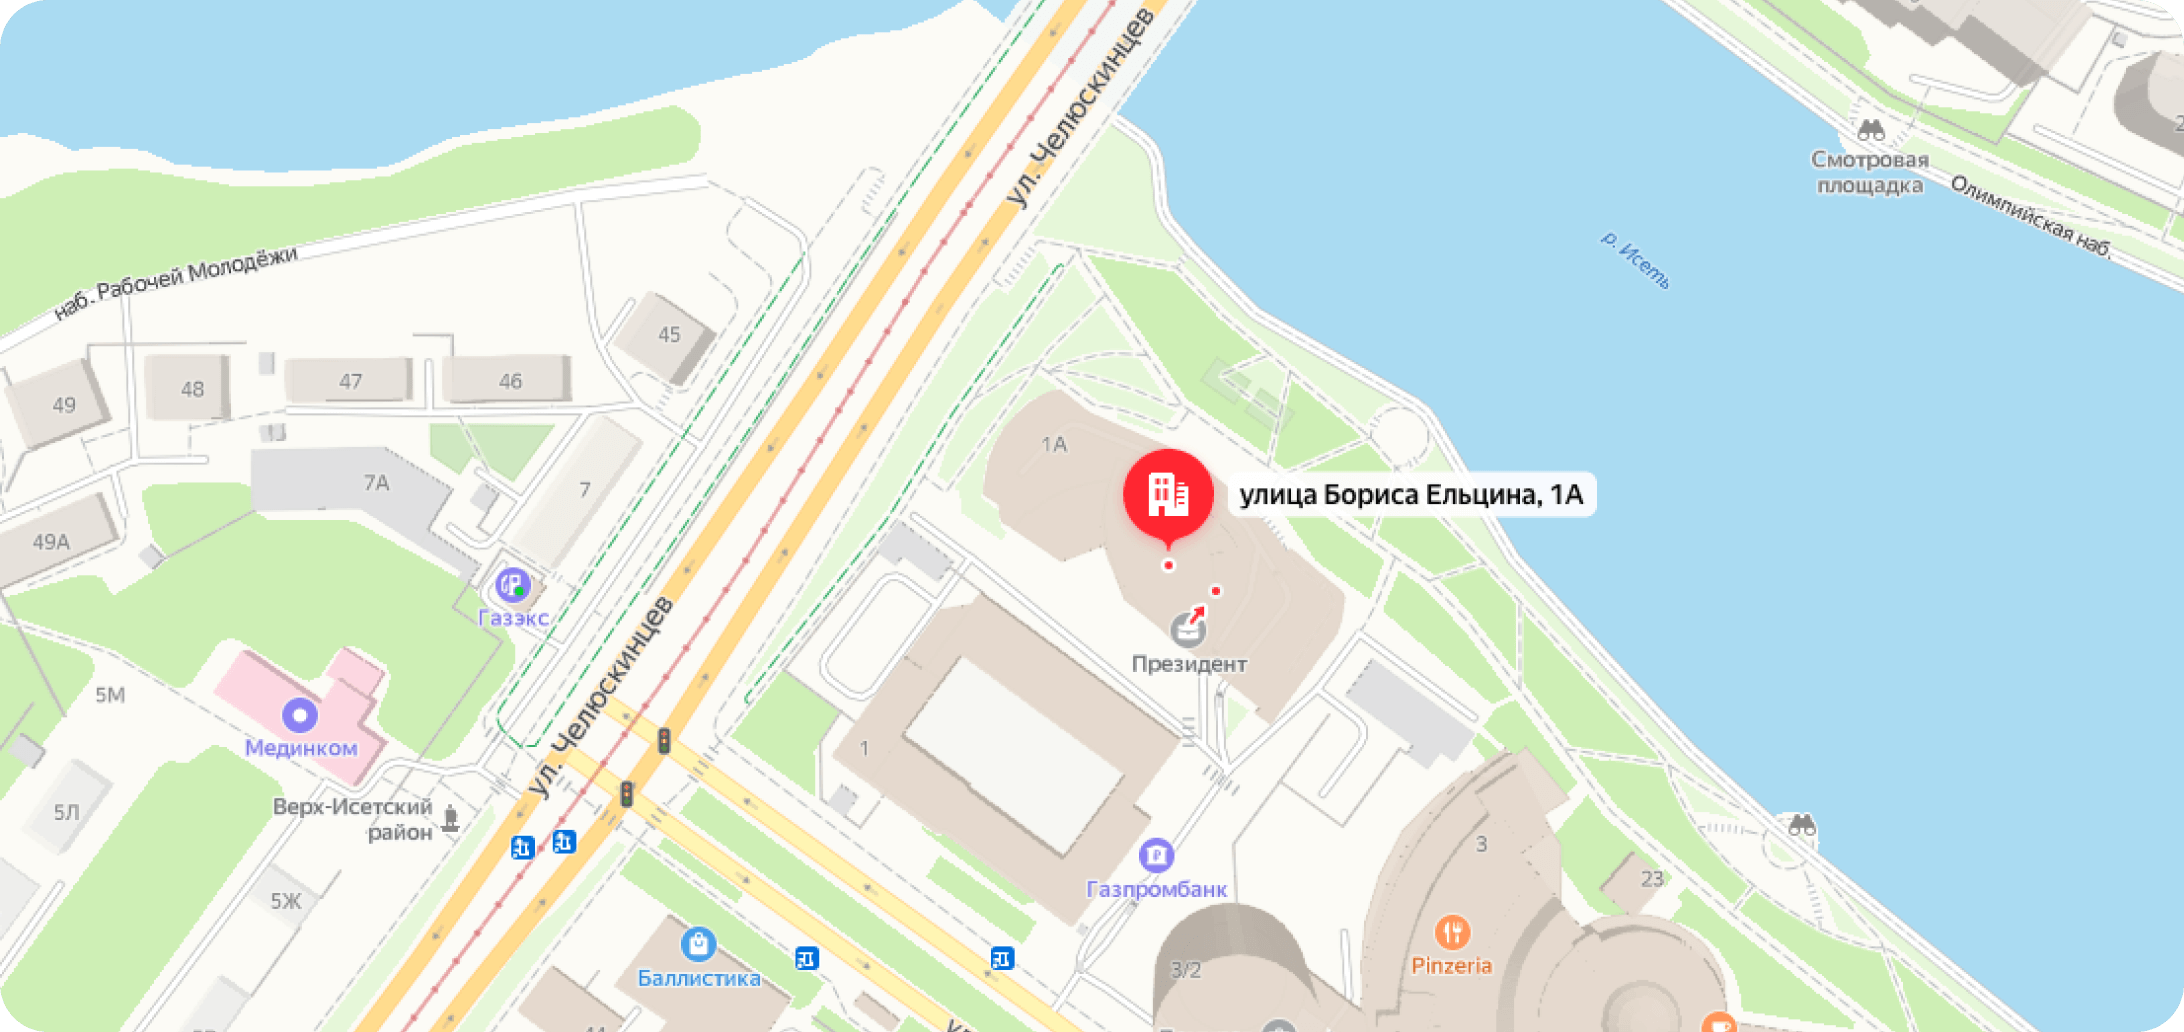 ул. Челюскинцев
Смотровая
площадка
Олимпийская наб.
р. Исеть
наб. Рабочей Молодёжи
45
49
48
47
46
1А
7А
7
улица Бориса Ельцина, 1А
49А
Газэкс
Президент
ул. Челюскинцев
5М
Мединком
1
Верх-Исетский
район
5Л
3
Газпромбанк
23
5Ж
3/2
Баллистика
Pinzeria